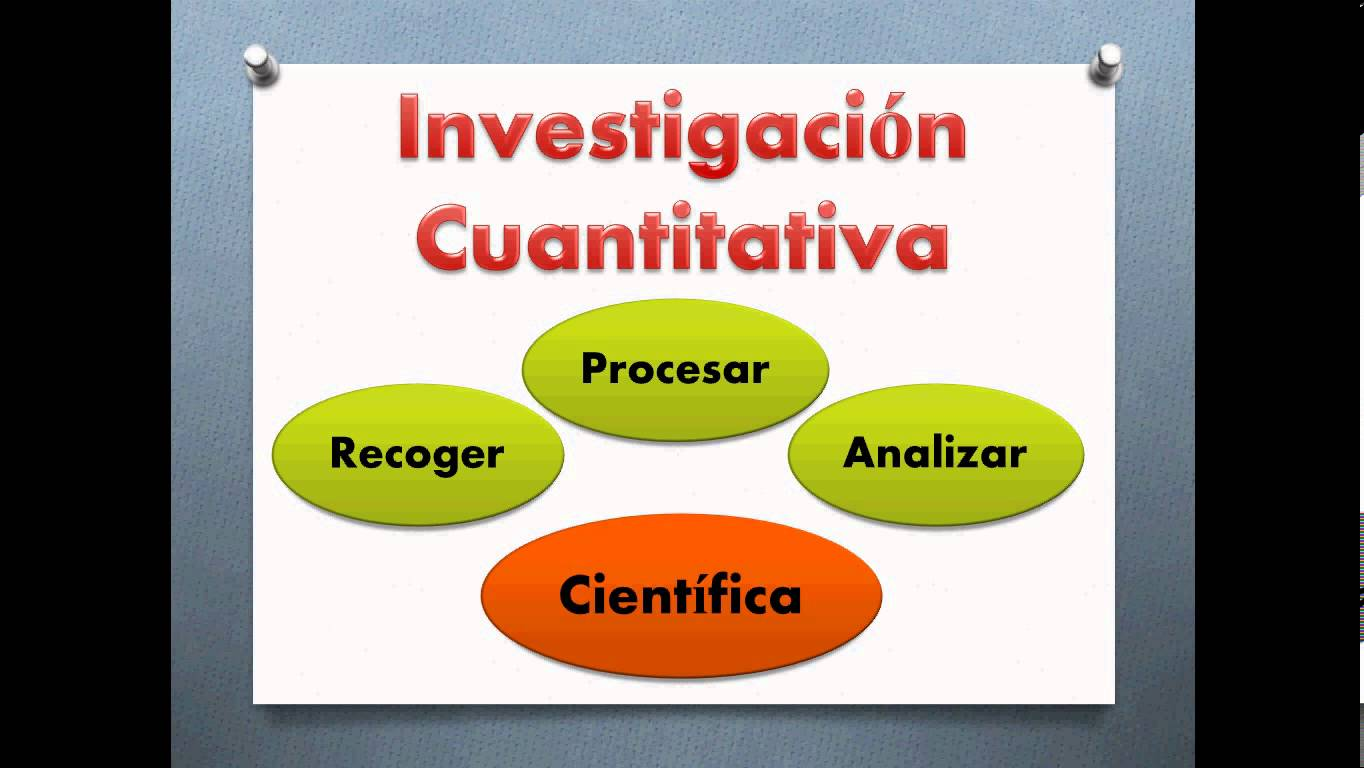 Investigación
Cuantitativa
Procesar
Recoger
Analizar
Científica